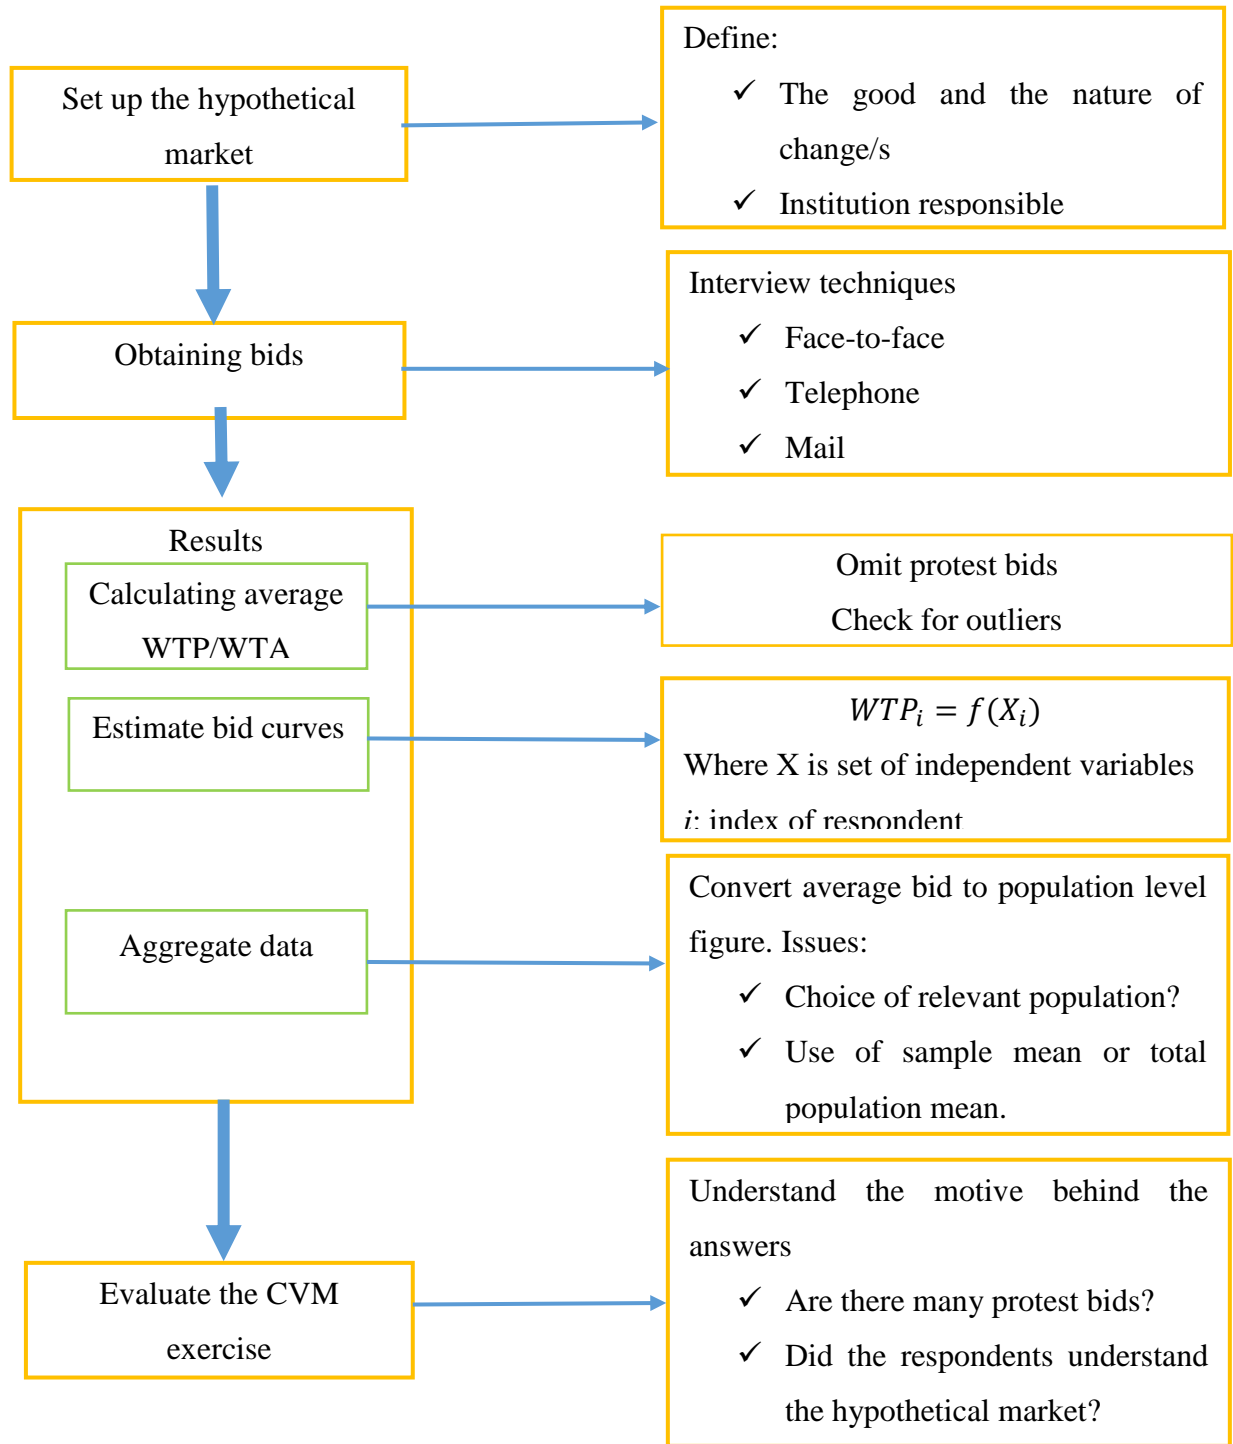 Set up the hypothetical
market
Define:
✓ The good and the nature of
change/s
✓ Institution responsible
Obtaining bids
Interview techniques
✓ Face-to-face
✓ Telephone
✓ Mail
Results
Calculating average
WTP/WTA
Omit protest bids
Check for outliers
Estimate bid curves
WTP_i = f(X_i)
Where X is set of independent variables
i: index of respondent
Aggregate data
Convert average bid to population level
figure. Issues:
✓ Choice of relevant population?
✓ Use of sample mean or total
population mean.
Evaluate the CVM
exercise
Understand the motive behind the
answers
✓ Are there many protest bids?
✓ Did the respondents understand
the hypothetical market?